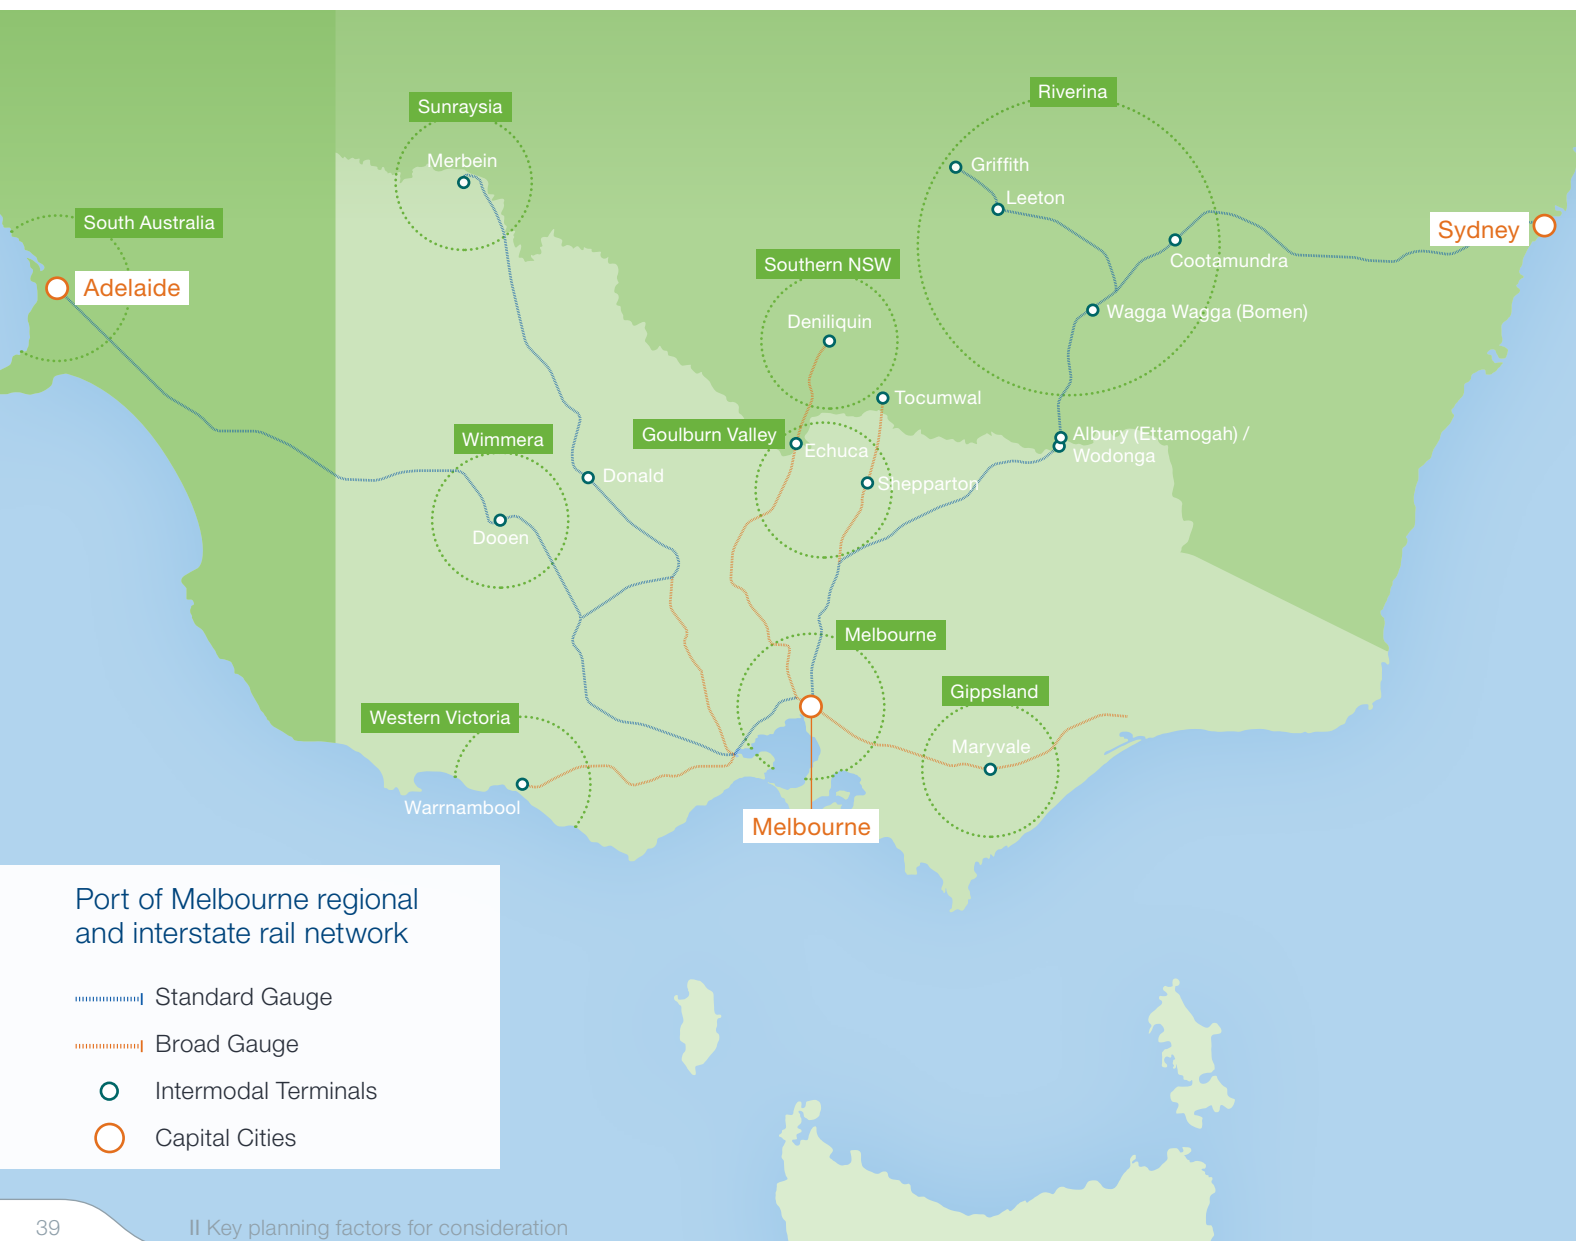 Riverina
Sunraysia
Merbein
Griffith
Leeton
South Australia
Sydney
Southern NSW
Cootamundra
Adelaide
Wagga Wagga (Bomen)
Deniliquin
Tocumwal
Goulburn Valley
Wimmera
Albury (Ettamogah) /
Wodonga
Echuca
Donald
Shepparton
Dooen
Melbourne
Gippsland
Western Victoria
Maryvale
Warrnambool
Melbourne
Port of Melbourne regional
and interstate rail network
Standard Gauge
Broad Gauge
Intermodal Terminals
Capital Cities
39
II Key planning factors for consideration